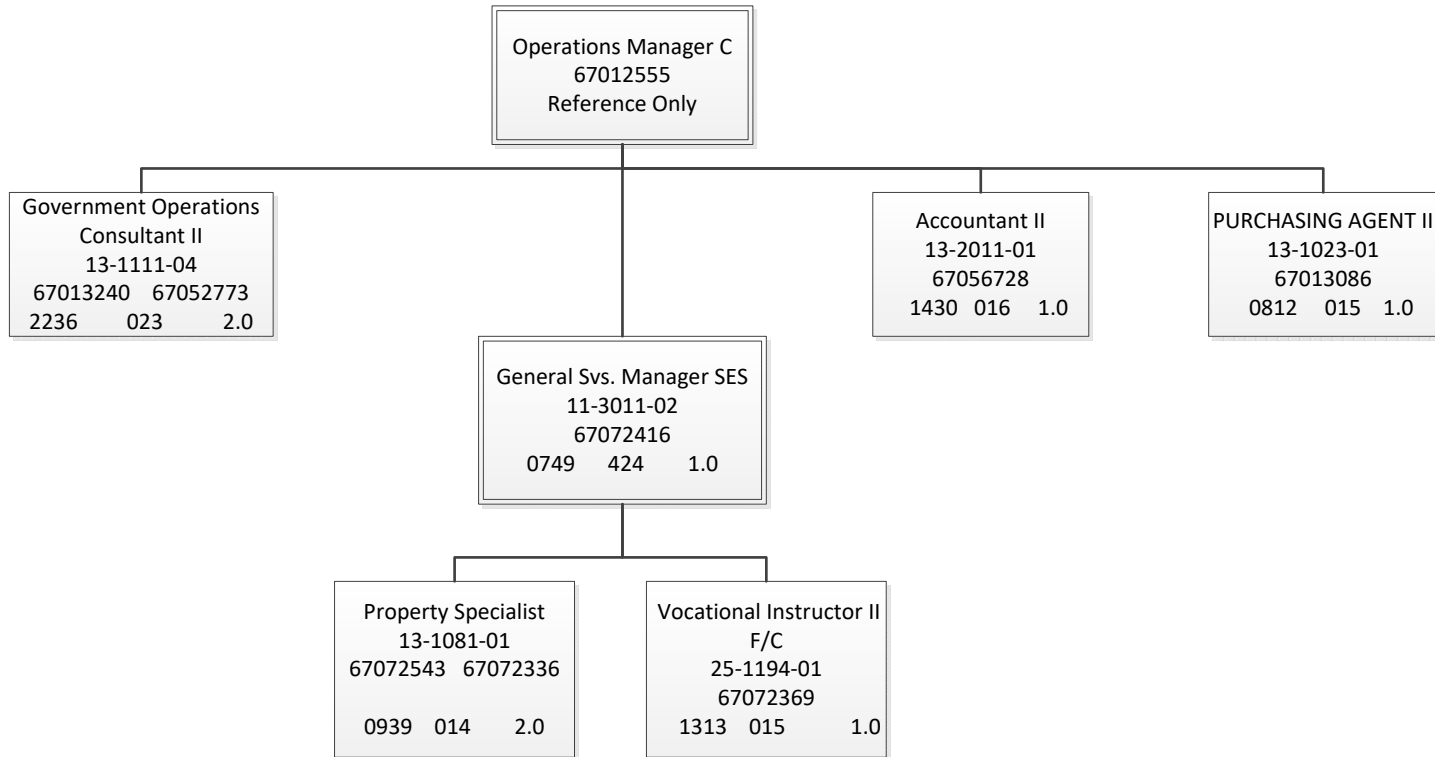 Operations Manager C
67012555
Reference Only
Government Operations
Consultant II
13-1111-04
67013240 67052773
2236 023 2.0
Accountant II
13-2011-01
67056728
1430 016 1.0
PURCHASING AGENT II
13-1023-01
67013086
0812 015 1.0
General Svs. Manager SES
11-3011-02
67072416
0749 424 1.0
Property Specialist
13-1081-01
67072543 67072336
0939 014 2.0
Vocational Instructor II
F/C
25-1194-01
67072369
1313 015 1.0